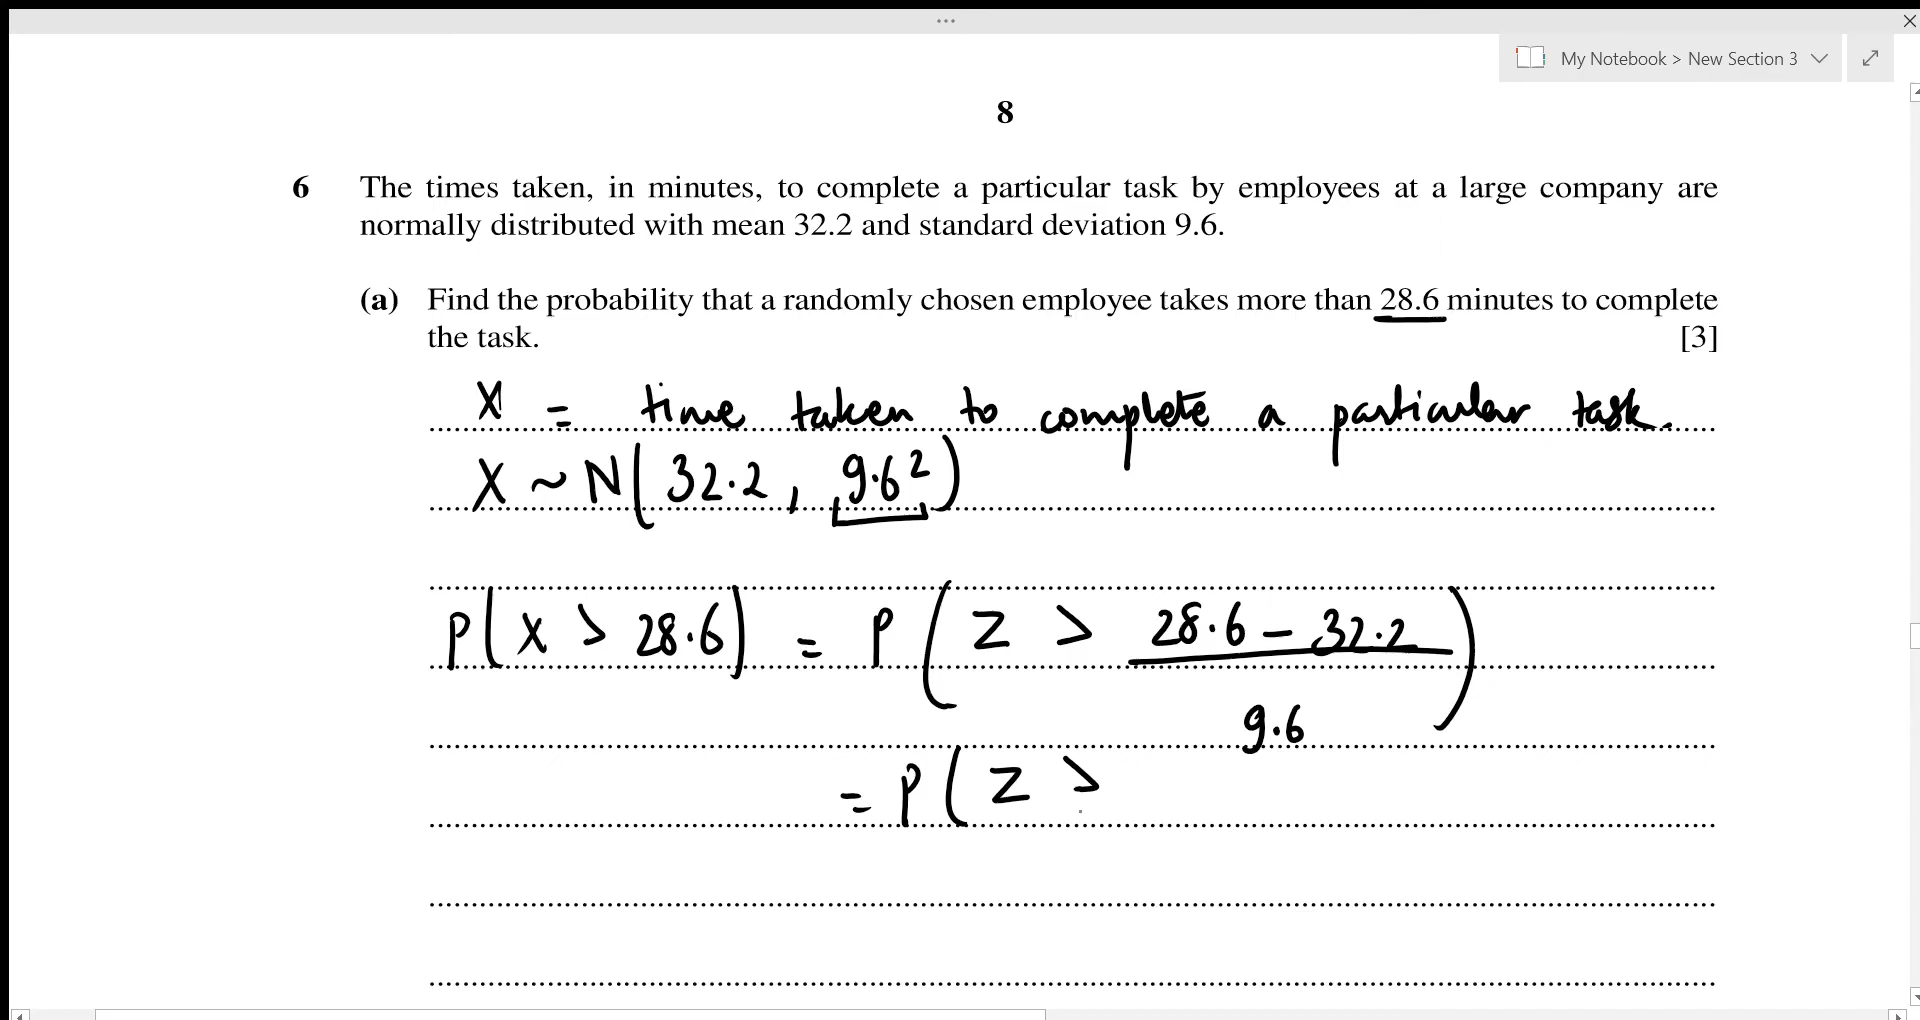 ...
My Notebook > New Section 3
8
6 The times taken, in minutes, to complete a particular task by employees at a large company are
normally distributed with mean 32.2 and standard deviation 9.6.
(a) Find the probability that a randomly chosen employee takes more than 28.6 minutes to complete
the task. [3]
X = time taken to complete a particular task.
X ~ N(32.2, 9.6²)
P(X > 28.6) = P(Z > 28.6 - 32.2
9.6)
= P(Z >